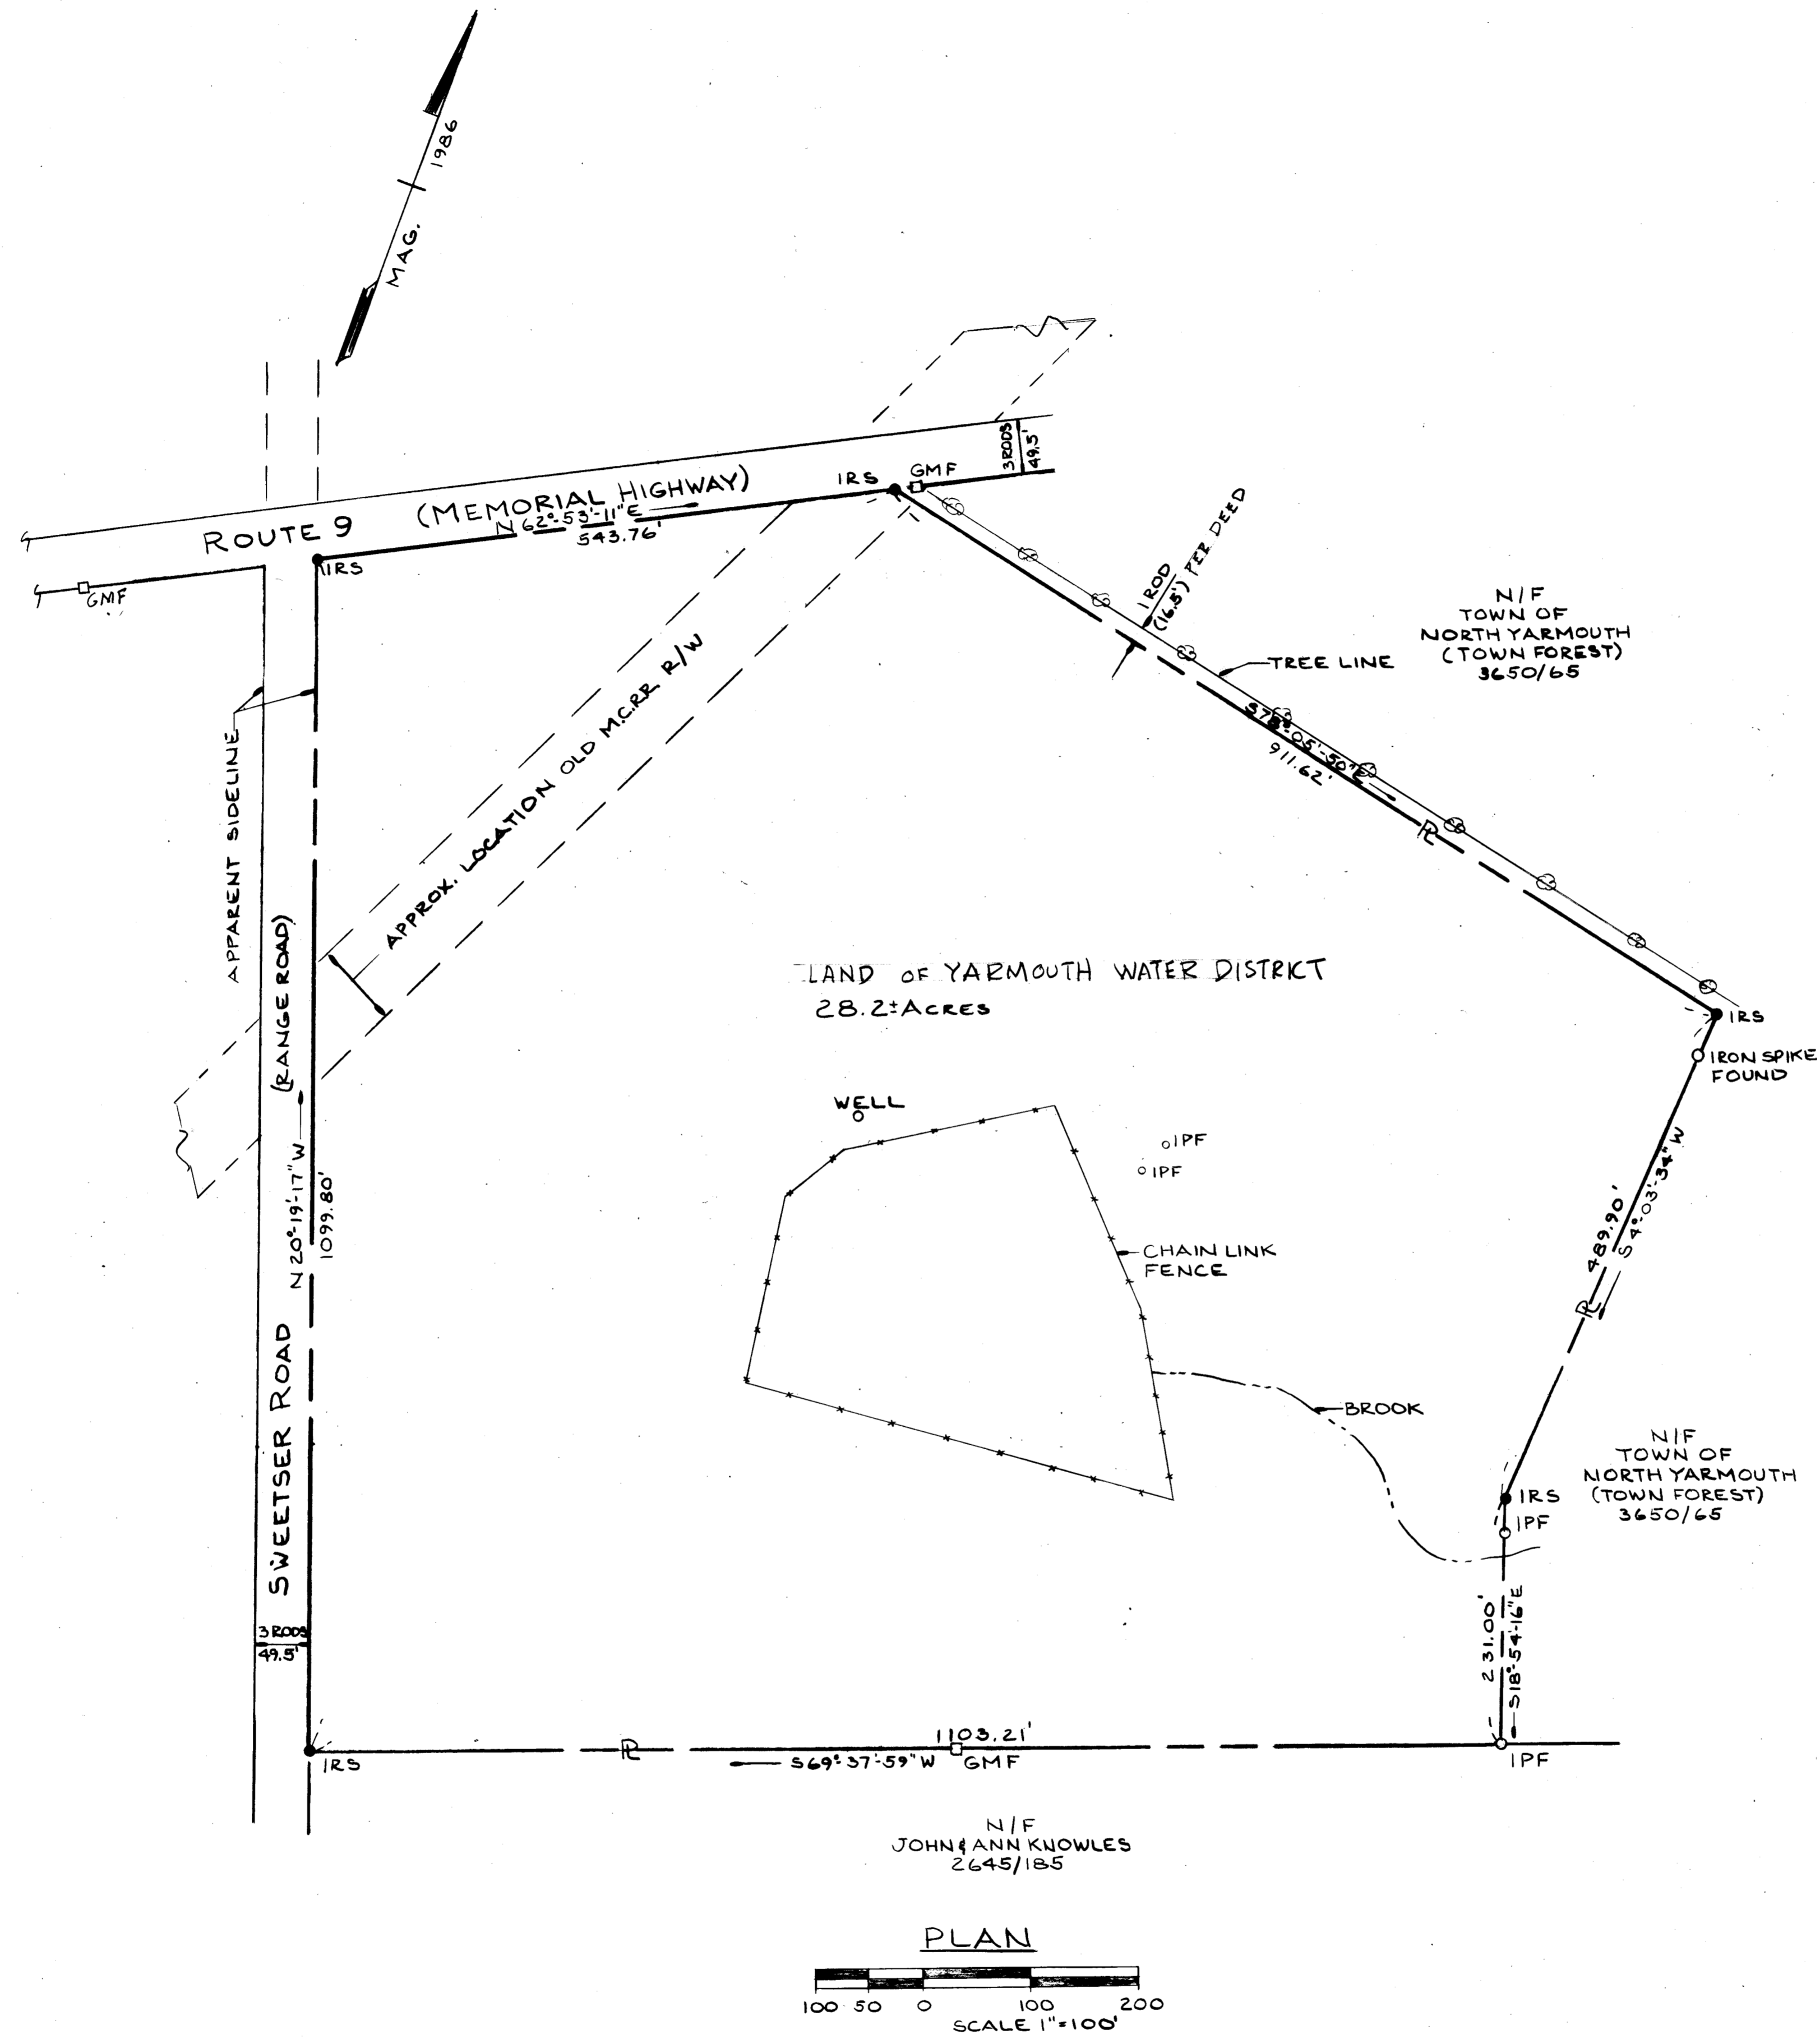 MAG. 1986
3 RODS
49.5'
IRS
GMF
(MEMORIAL HIGHWAY)
ROUTE 9
N 62°-53'-11" E
543.76'
IRS
GMF
1 ROD
(16.5') PER DEED
N/F
TOWN OF
NORTH YARMOUTH
(TOWN FOREST)
3650/65
TREE LINE
911.62'
PL
APPARENT SIDELINE
APPROX. LOCATION OLD M.C.RR R/W
(RANGE ROAD)
LAND OF YARMOUTH WATER DISTRICT
28.2± ACRES
IRS
IRON SPIKE
FOUND
WELL
IPF
IPF
N 20°-19'-17" W
1099.80'
CHAIN LINK
FENCE
489.90'
S 4°-03'-34" W
PL
BROOK
SWEETSER ROAD
N/F
TOWN OF
NORTH YARMOUTH
(TOWN FOREST)
3650/65
IRS
IPF
231.00'
S18°-54'-16"E
3 RODS
49.5'
1103.21'
PL
IRS
S69°-37'-59"W
GMF
IPF
N/F
JOHN & ANN KNOWLES
2645/185
PLAN
100 50 0 100 200
SCALE 1"=100'